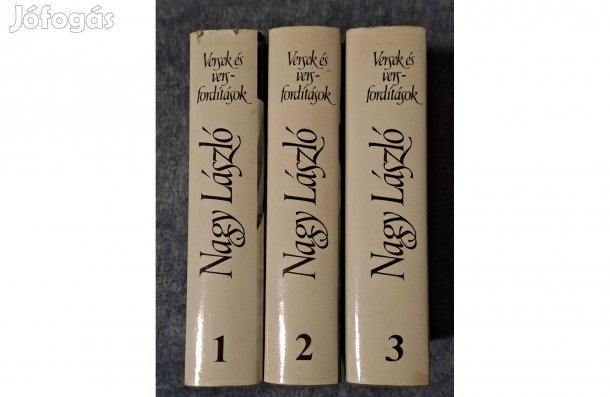 Jófogás
Versek és
vers-
fordítások
Nagy László
1
Versek és
vers-
fordítások
Nagy László
2
Versek és
vers-
fordítások
Nagy László
3